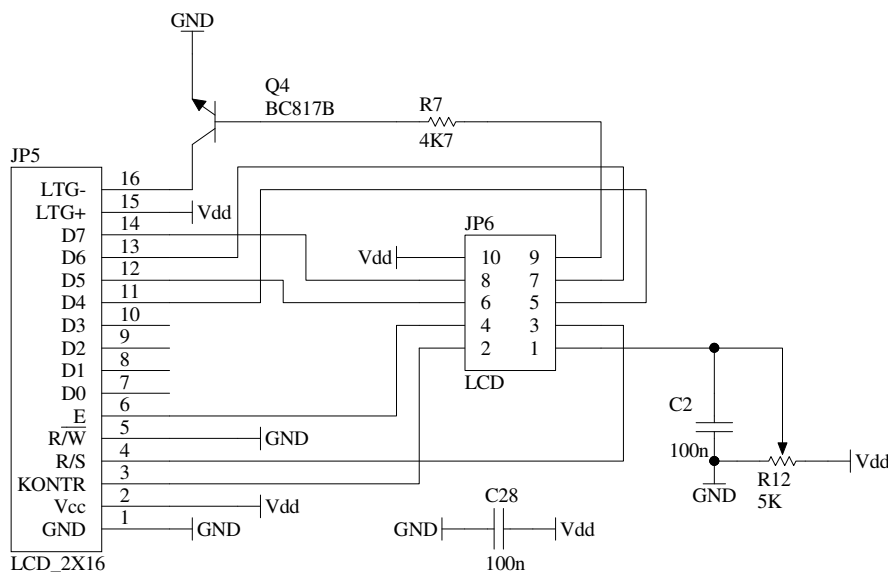 GND
Q4
BC817B
R7
4K7
JP5
LTG- 16
LTG+ 15 Vdd
D7 14
D6 13
D5 12
D4 11
D3 10
D2 9
D1 8
D0 7
E 6
R/W 5 GND
R/S 4
KONTR 3
Vcc 2 Vdd
GND 1 GND
LCD_2X16
JP6
Vdd 10 9
8 7
6 5
4 3
2 1
LCD
C2
100n
GND
R12
5K
Vdd
C28
GND Vdd
100n